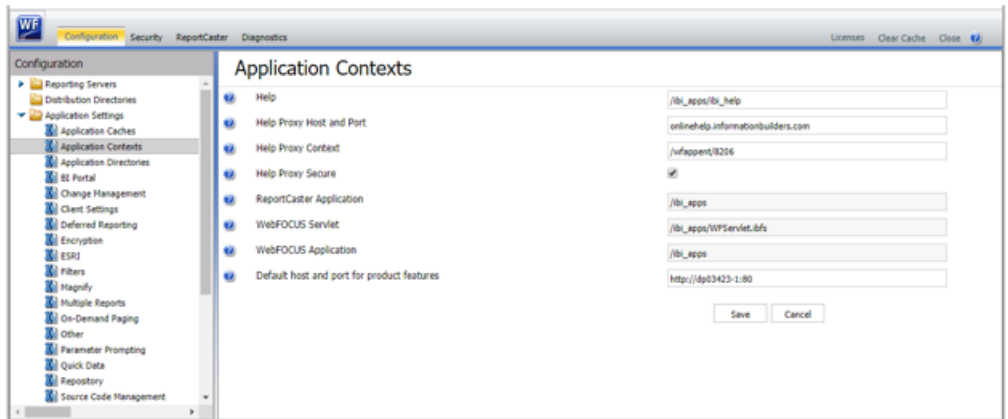 WF
Configuration Security ReportCaster Diagnostics Licenses Clear Cache Close ?
Configuration
Reporting Servers
Distribution Directories
Application Settings
Application Caches
Application Contexts
Application Directories
BI Portal
Change Management
Client Settings
Deferred Reporting
Encryption
ESRI
Filters
Magnify
Multiple Reports
On-Demand Paging
Other
Parameter Prompting
Quick Data
Repository
Source Code Management
Application Contexts
? Help /ibi_apps/ibi_help
? Help Proxy Host and Port onlinehelp.informationbuilders.com
? Help Proxy Context /wfappent/8206
? Help Proxy Secure
? ReportCaster Application /ibi_apps
? WebFOCUS Servlet /ibi_apps/WFServlet.ibfs
? WebFOCUS Application /ibi_apps
? Default host and port for product features http://dp03423-1:80
Save Cancel